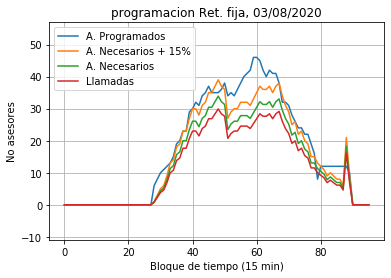 programacion Ret. fija, 03/08/2020
A. Programados
A. Necesarios + 15%
A. Necesarios
Llamadas
No asesores
50
40
30
20
10
0
−10
0 20 40 60 80
Bloque de tiempo (15 min)